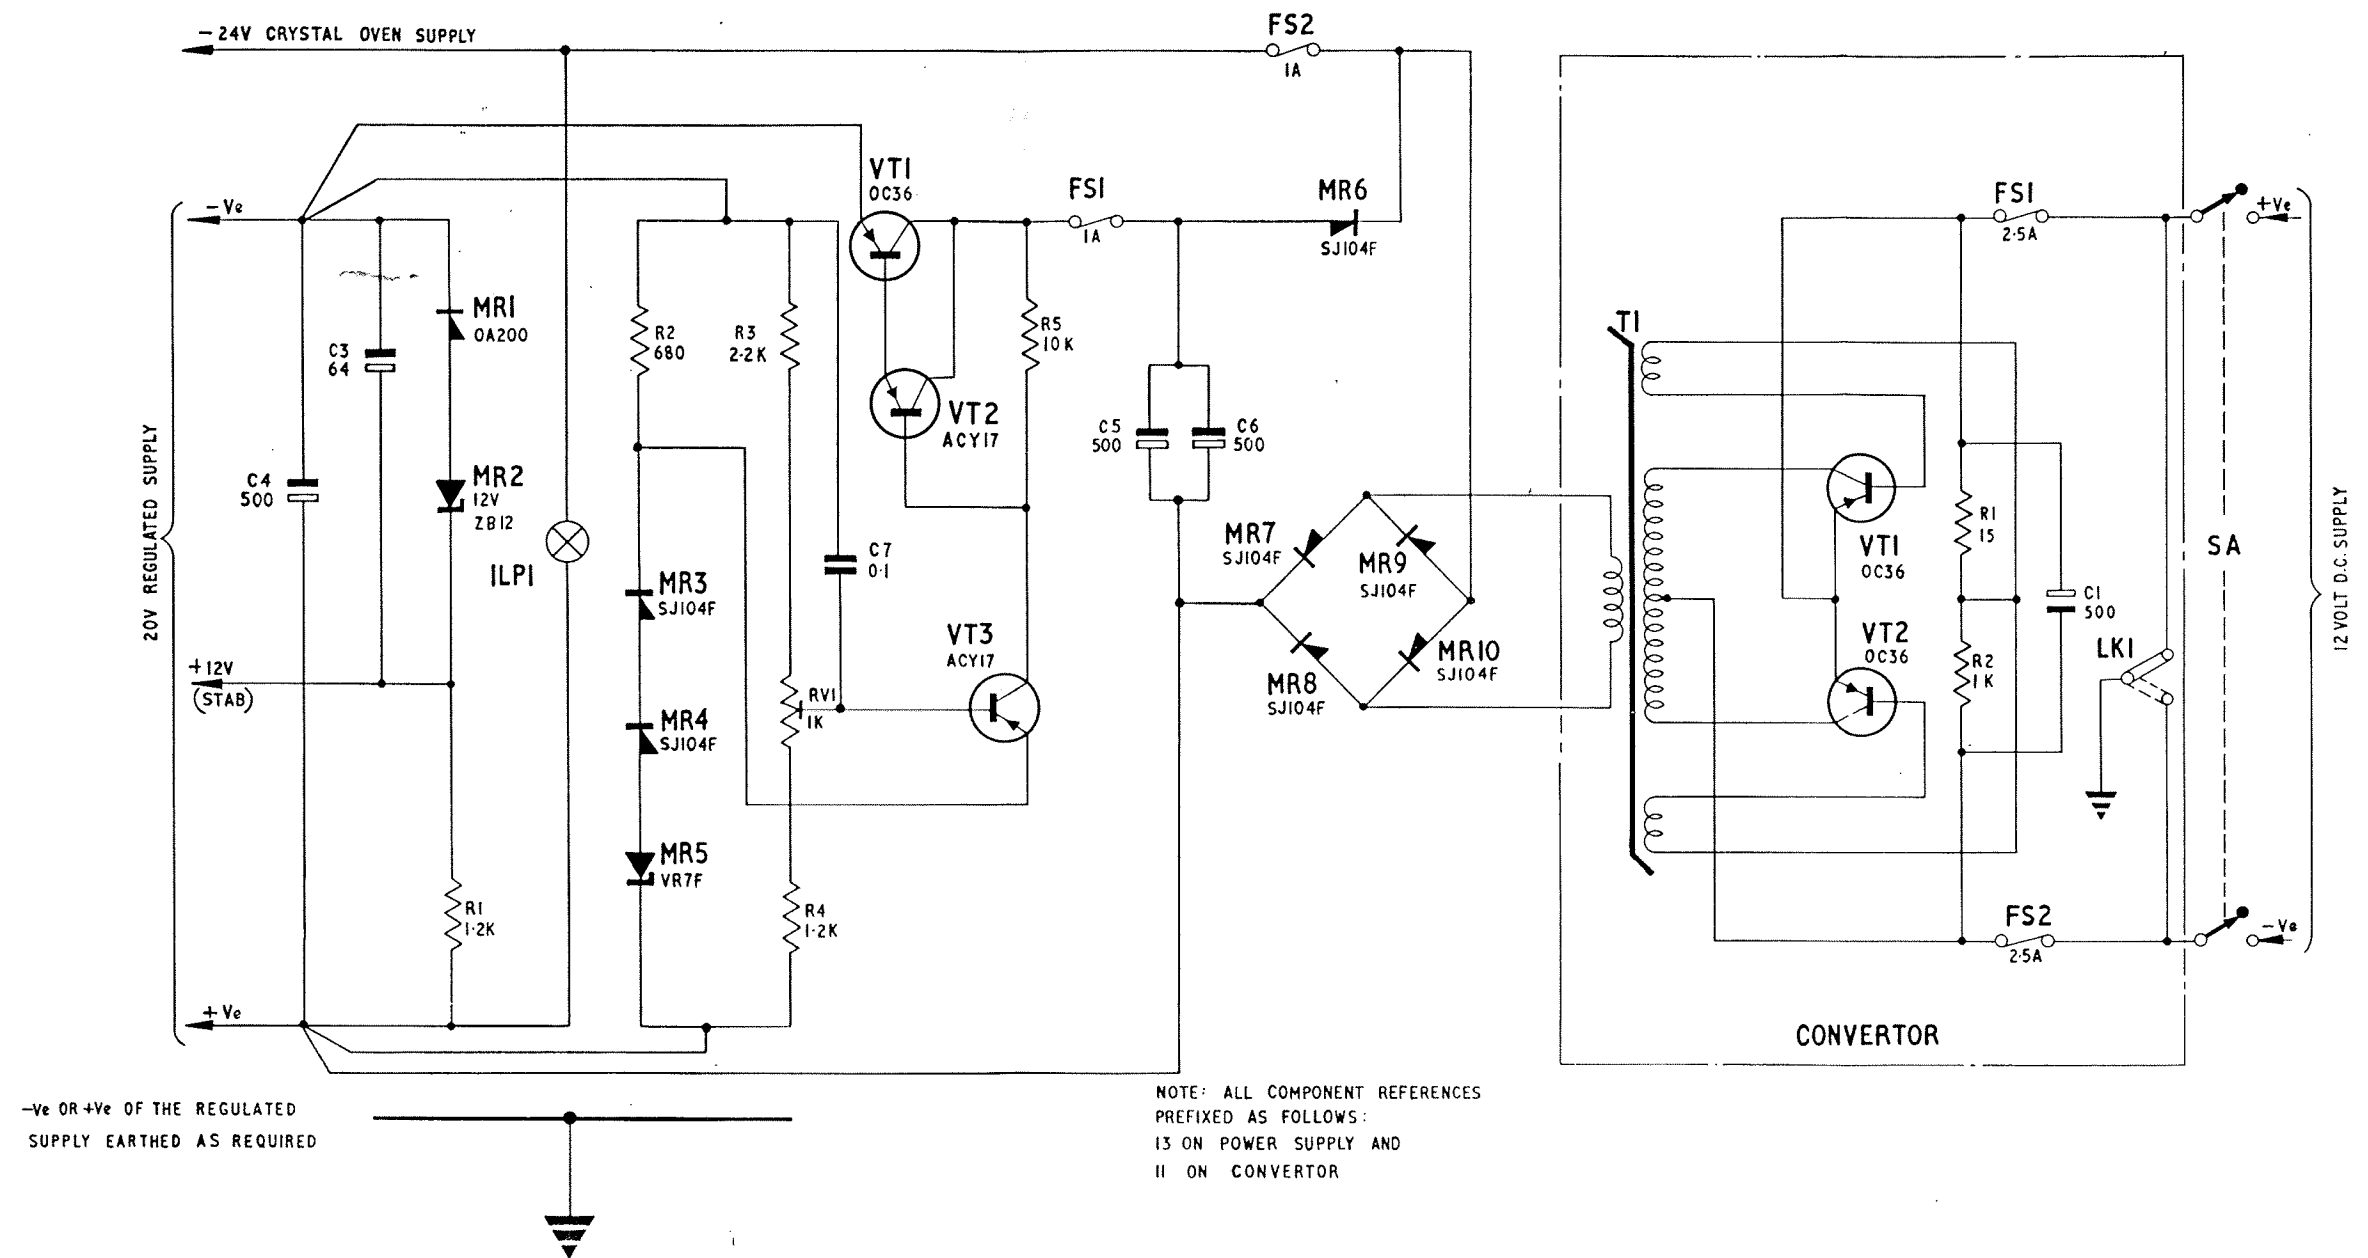 – 24V CRYSTAL OVEN SUPPLY
FS2
1A
VT1
OC36
FS1
1A
MR6
SJ104F
FS1
2·5A
+Ve
–Ve
MR1
OA200
C3
64
R2
680
R3
2·2K
R5
10K
T1
VT2
ACY17
C5
500
C6
500
20V REGULATED SUPPLY
C4
500
MR2
12V
ZB12
1LP1
C7
0·1
MR7
SJ104F
MR9
SJ104F
VT1
OC36
R1
15
SA
12 VOLT D.C. SUPPLY
MR3
SJ104F
C1
500
VT3
ACY17
VT2
OC36
R2
1K
LK1
+12V
(STAB)
RV1
1K
MR8
SJ104F
MR10
SJ104F
MR4
SJ104F
MR5
VR7F
R1
1·2K
R4
1·2K
FS2
2·5A
–Ve
+Ve
CONVERTOR
–Ve OR +Ve OF THE REGULATED
SUPPLY EARTHED AS REQUIRED
NOTE: ALL COMPONENT REFERENCES
PREFIXED AS FOLLOWS:
13 ON POWER SUPPLY AND
11 ON CONVERTOR